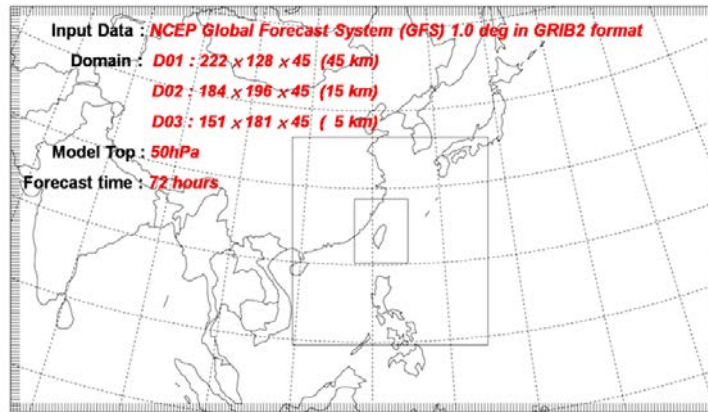 Input Data : NCEP Global Forecast System (GFS) 1.0 deg in GRIB2 format
Domain : D01 : 222 x 128 x 45 (45 km)
D02 : 184 x 196 x 45 (15 km)
D03 : 151 x 181 x 45 ( 5 km)
Model Top : 50hPa
Forecast time : 72 hours